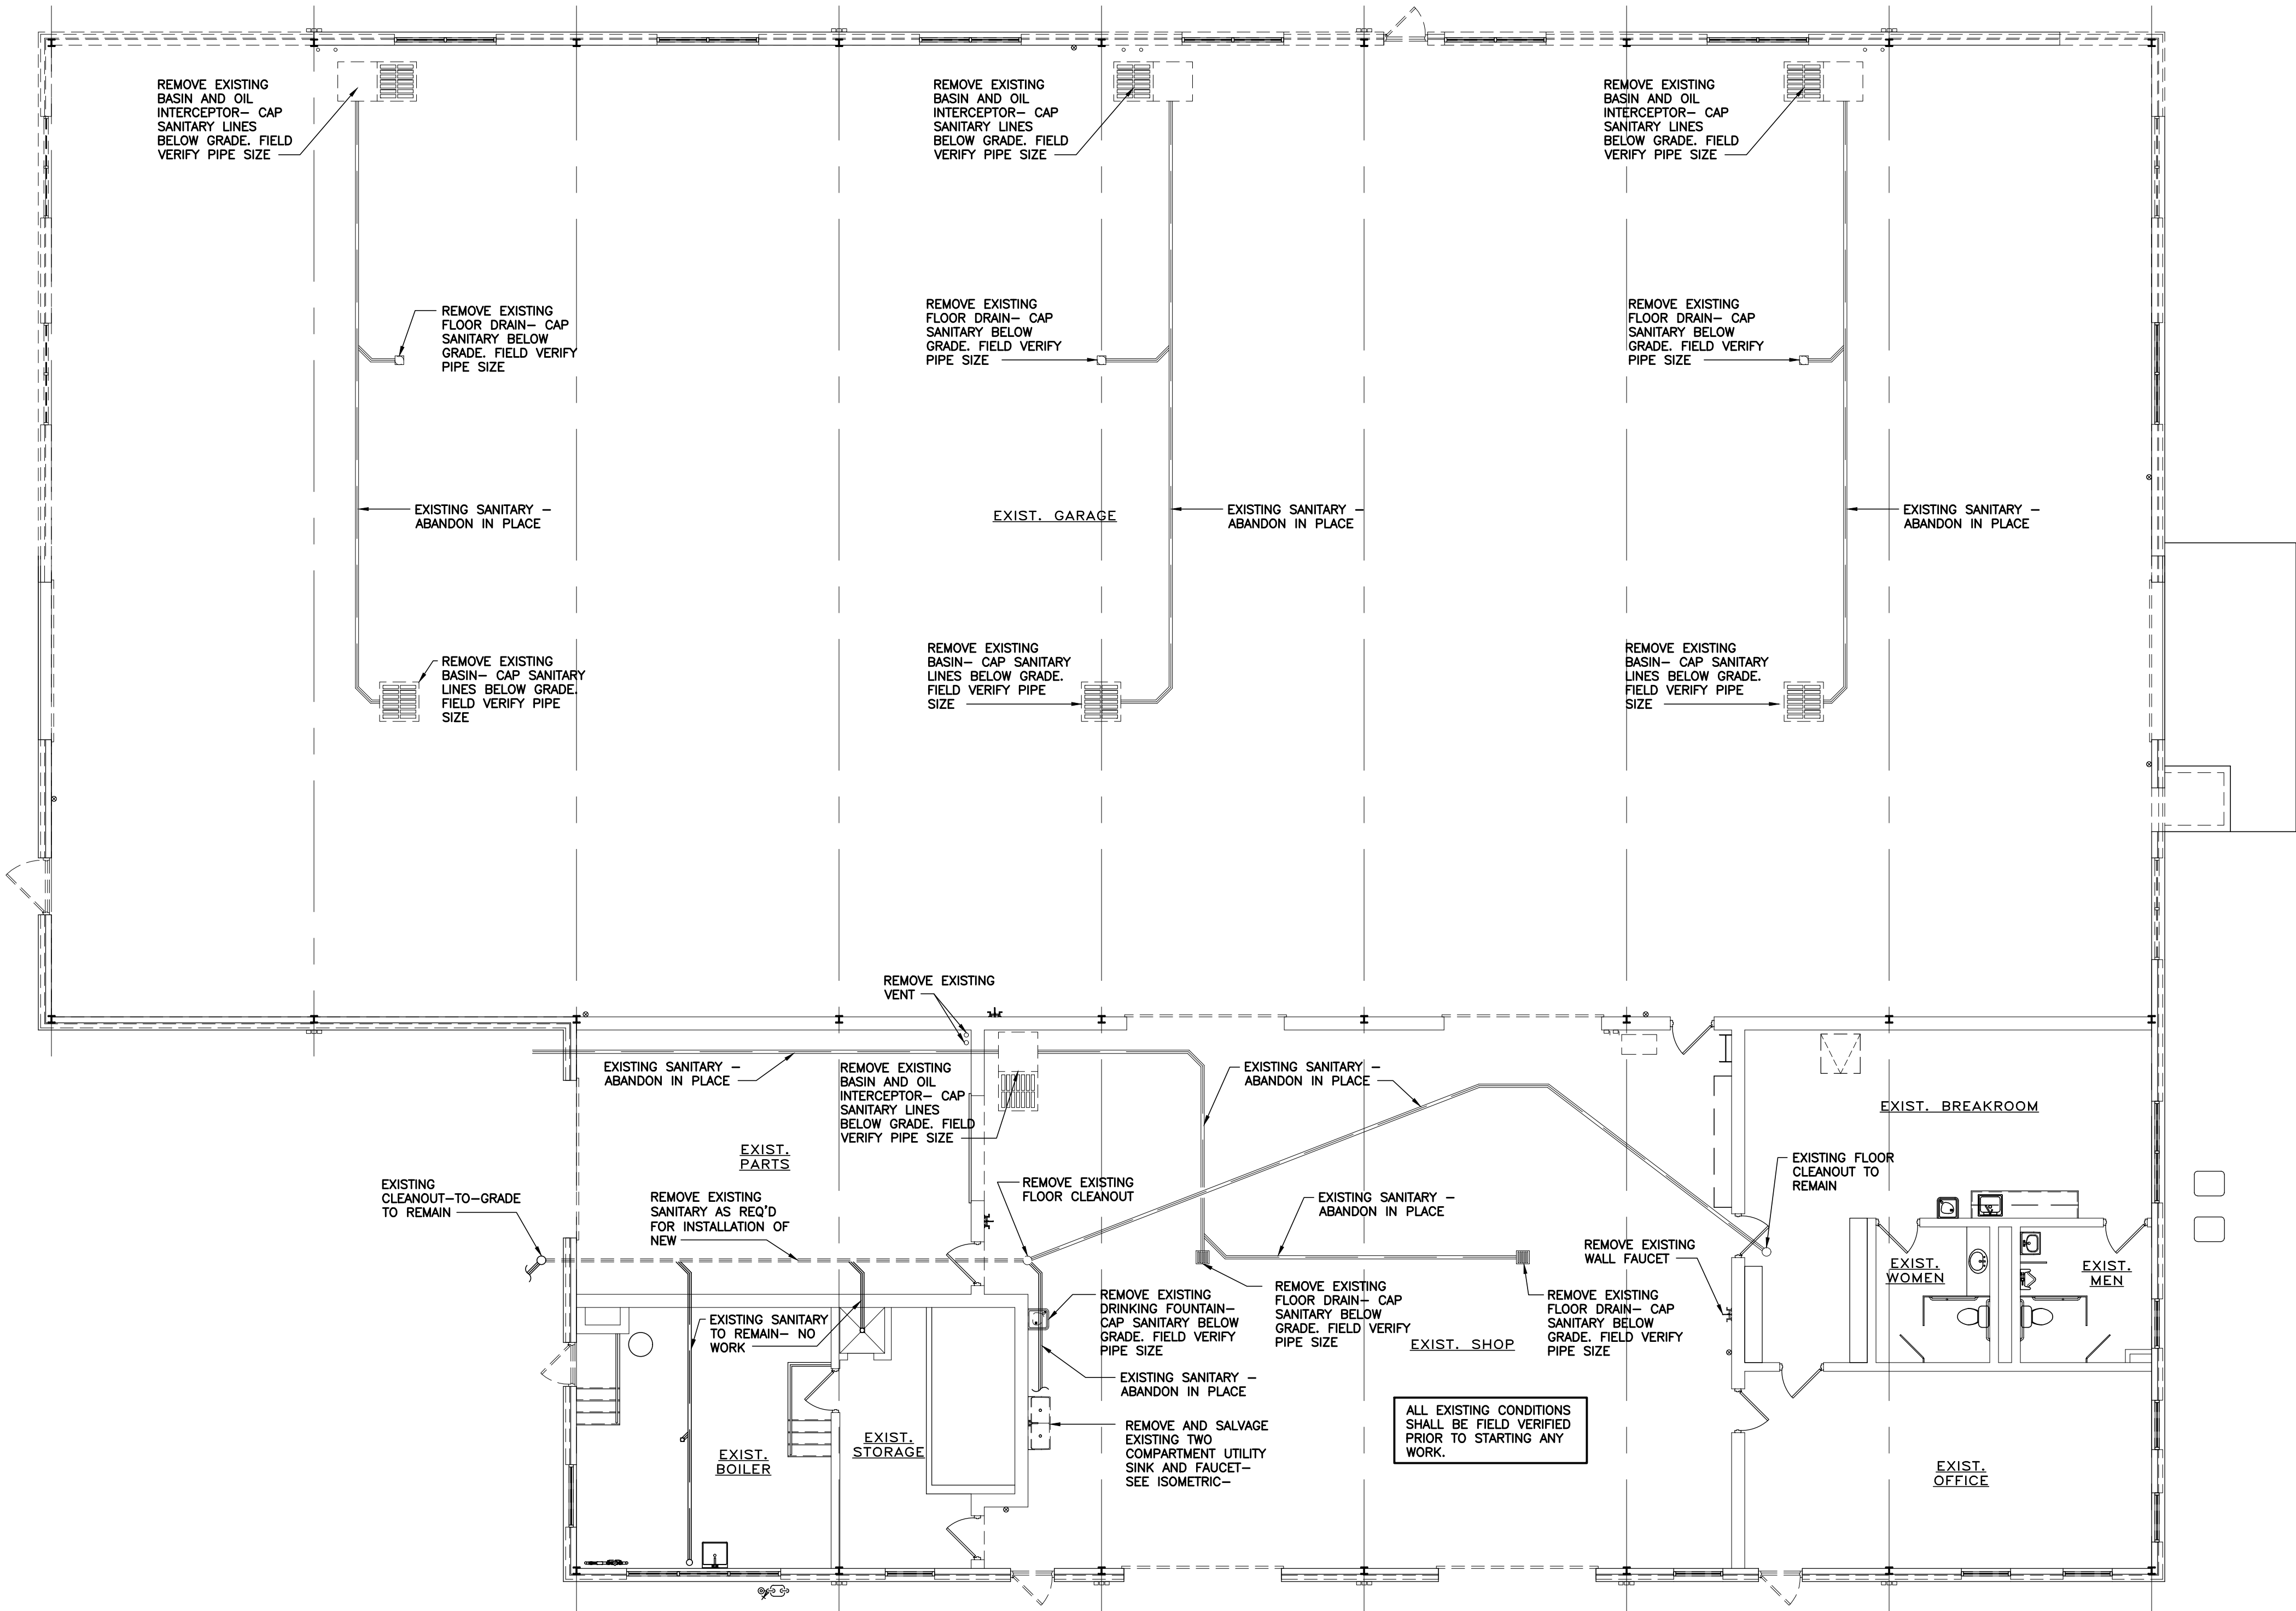 REMOVE EXISTING
BASIN AND OIL
INTERCEPTOR– CAP
SANITARY LINES
BELOW GRADE. FIELD
VERIFY PIPE SIZE
REMOVE EXISTING
BASIN AND OIL
INTERCEPTOR– CAP
SANITARY LINES
BELOW GRADE. FIELD
VERIFY PIPE SIZE
REMOVE EXISTING
BASIN AND OIL
INTERCEPTOR– CAP
SANITARY LINES
BELOW GRADE. FIELD
VERIFY PIPE SIZE
REMOVE EXISTING
FLOOR DRAIN– CAP
SANITARY BELOW
GRADE. FIELD VERIFY
PIPE SIZE
REMOVE EXISTING
FLOOR DRAIN– CAP
SANITARY BELOW
GRADE. FIELD VERIFY
PIPE SIZE
REMOVE EXISTING
FLOOR DRAIN– CAP
SANITARY BELOW
GRADE. FIELD VERIFY
PIPE SIZE
EXISTING SANITARY –
ABANDON IN PLACE
EXIST. GARAGE
EXISTING SANITARY –
ABANDON IN PLACE
EXISTING SANITARY –
ABANDON IN PLACE
REMOVE EXISTING
BASIN– CAP SANITARY
LINES BELOW GRADE.
FIELD VERIFY PIPE
SIZE
REMOVE EXISTING
BASIN– CAP SANITARY
LINES BELOW GRADE.
FIELD VERIFY PIPE
SIZE
REMOVE EXISTING
BASIN– CAP SANITARY
LINES BELOW GRADE.
FIELD VERIFY PIPE
SIZE
REMOVE EXISTING
VENT
EXISTING SANITARY –
ABANDON IN PLACE
REMOVE EXISTING
BASIN AND OIL
INTERCEPTOR– CAP
SANITARY LINES
BELOW GRADE. FIELD
VERIFY PIPE SIZE
EXISTING SANITARY –
ABANDON IN PLACE
EXIST. BREAKROOM
EXIST.
PARTS
EXISTING
CLEANOUT–TO–GRADE
TO REMAIN
REMOVE EXISTING
SANITARY AS REQ'D
FOR INSTALLATION OF
NEW
REMOVE EXISTING
FLOOR CLEANOUT
EXISTING SANITARY –
ABANDON IN PLACE
EXISTING FLOOR
CLEANOUT TO
REMAIN
REMOVE EXISTING
WALL FAUCET
EXIST.
WOMEN
EXIST.
MEN
EXISTING SANITARY
TO REMAIN– NO
WORK
REMOVE EXISTING
DRINKING FOUNTAIN–
CAP SANITARY BELOW
GRADE. FIELD VERIFY
PIPE SIZE
REMOVE EXISTING
FLOOR DRAIN– CAP
SANITARY BELOW
GRADE. FIELD VERIFY
PIPE SIZE
EXIST. SHOP
REMOVE EXISTING
FLOOR DRAIN– CAP
SANITARY BELOW
GRADE. FIELD VERIFY
PIPE SIZE
EXISTING SANITARY –
ABANDON IN PLACE
REMOVE AND SALVAGE
EXISTING TWO
COMPARTMENT UTILITY
SINK AND FAUCET–
SEE ISOMETRIC–
ALL EXISTING CONDITIONS
SHALL BE FIELD VERIFIED
PRIOR TO STARTING ANY
WORK.
EXIST.
BOILER
EXIST.
STORAGE
EXIST.
OFFICE